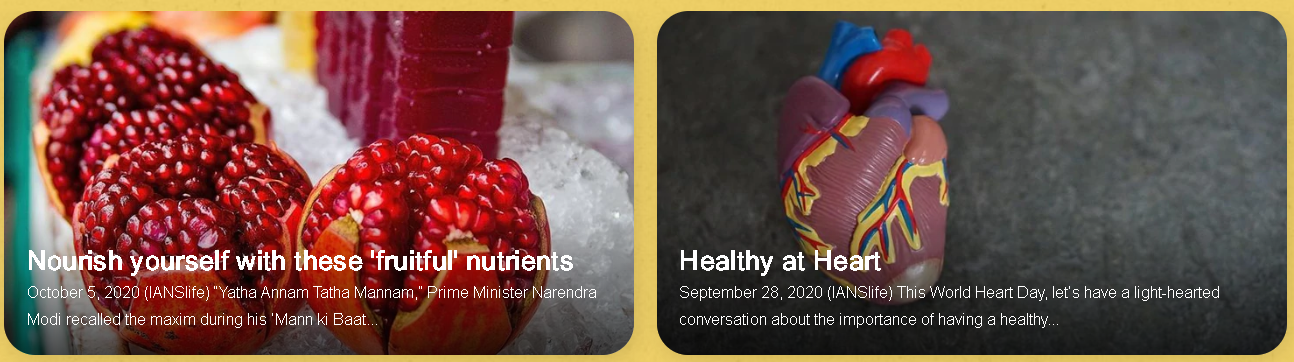 Nourish yourself with these 'fruitful' nutrients
October 5, 2020 (IANSlife) "Yatha Annam Tatha Mannam," Prime Minister Narendra
Modi recalled the maxim during his 'Mann ki Baat...
Healthy at Heart
September 28, 2020 (IANSlife) This World Heart Day, let's have a light-hearted
conversation about the importance of having a healthy...